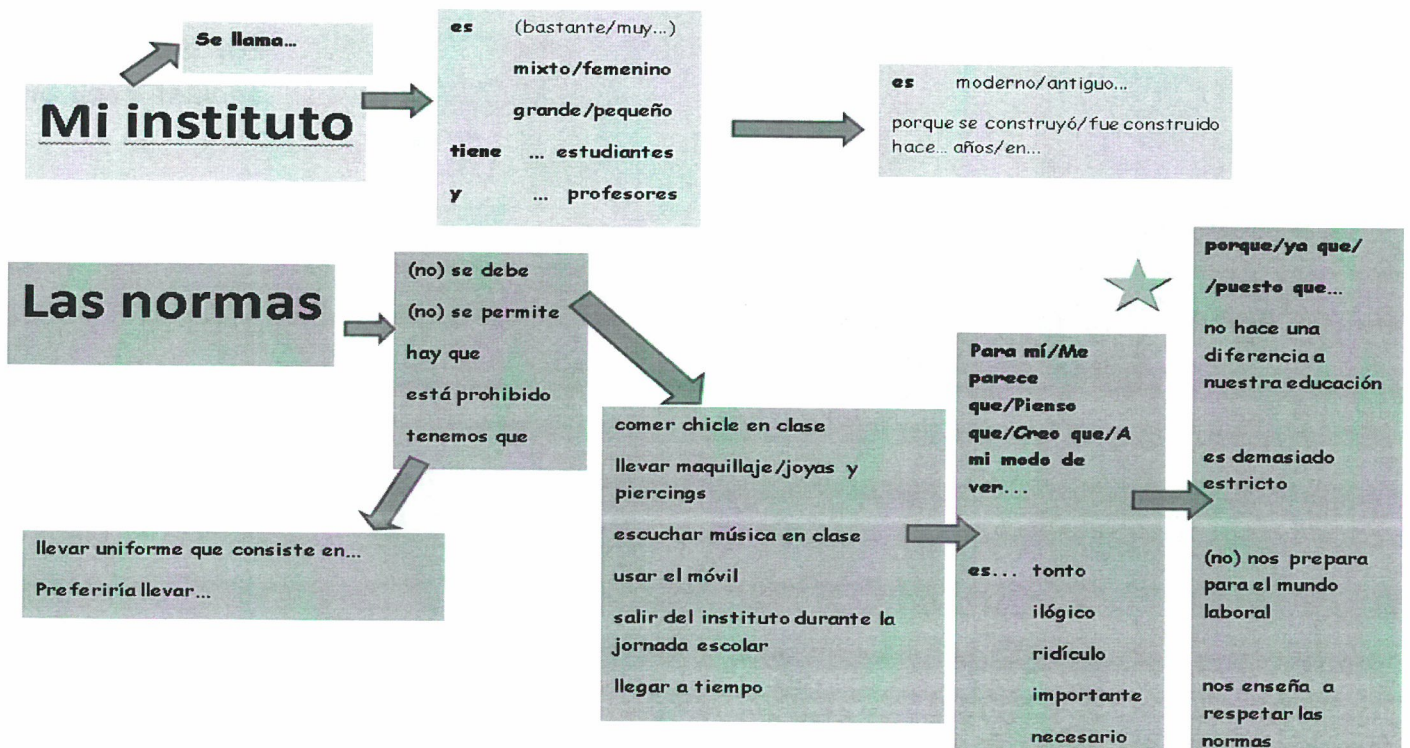 Se llama...
Mi instituto
es (bastante/muy...)
mixto/femenino
grande/pequeño
tiene ... estudiantes
y ... profesores
es moderno/antiguo...
porque se construyó/fue construido
hace... años/en...
Las normas
(no) se debe
(no) se permite
hay que
está prohibido
tenemos que
llevar uniforme que consiste en...
Preferiría llevar...
comer chicle en clase
llevar maquillaje/joyas y
piercings
escuchar música en clase
usar el móvil
salir del instituto durante la
jornada escolar
llegar a tiempo
Para mí/Me
parece
que/Pienso
que/Creo que/A
mi modo de
ver...
es... tonto
ilógico
ridículo
importante
necesario
porque/ya que/
/puesto que...
no hace una
diferencia a
nuestra educación
es demasiado
estricto
(no) nos prepara
para el mundo
laboral
nos enseña a
respetar las
normas